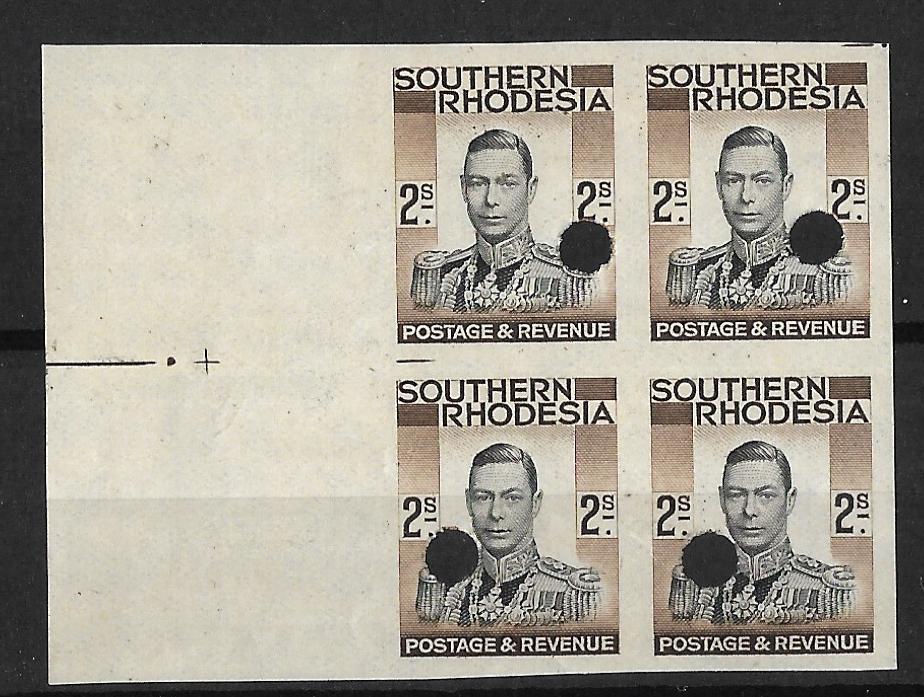 SOUTHERN
RHODESIA
2S.
2S.
POSTAGE & REVENUE
SOUTHERN
RHODESIA
2S.
2S.
POSTAGE & REVENUE
SOUTHERN
RHODESIA
2S.
2S.
POSTAGE & REVENUE
SOUTHERN
RHODESIA
2S.
2S.
POSTAGE & REVENUE